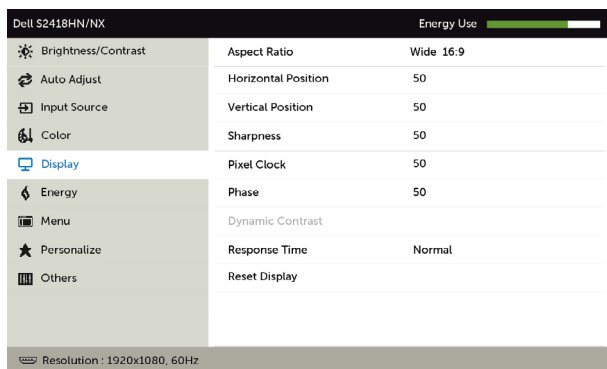 Dell S2418HN/NX Energy Use
Brightness/Contrast
Auto Adjust
Input Source
Color
Display
Energy
Menu
Personalize
Others
Aspect Ratio Wide 16:9
Horizontal Position 50
Vertical Position 50
Sharpness 50
Pixel Clock 50
Phase 50
Dynamic Contrast
Response Time Normal
Reset Display
Resolution : 1920x1080, 60Hz